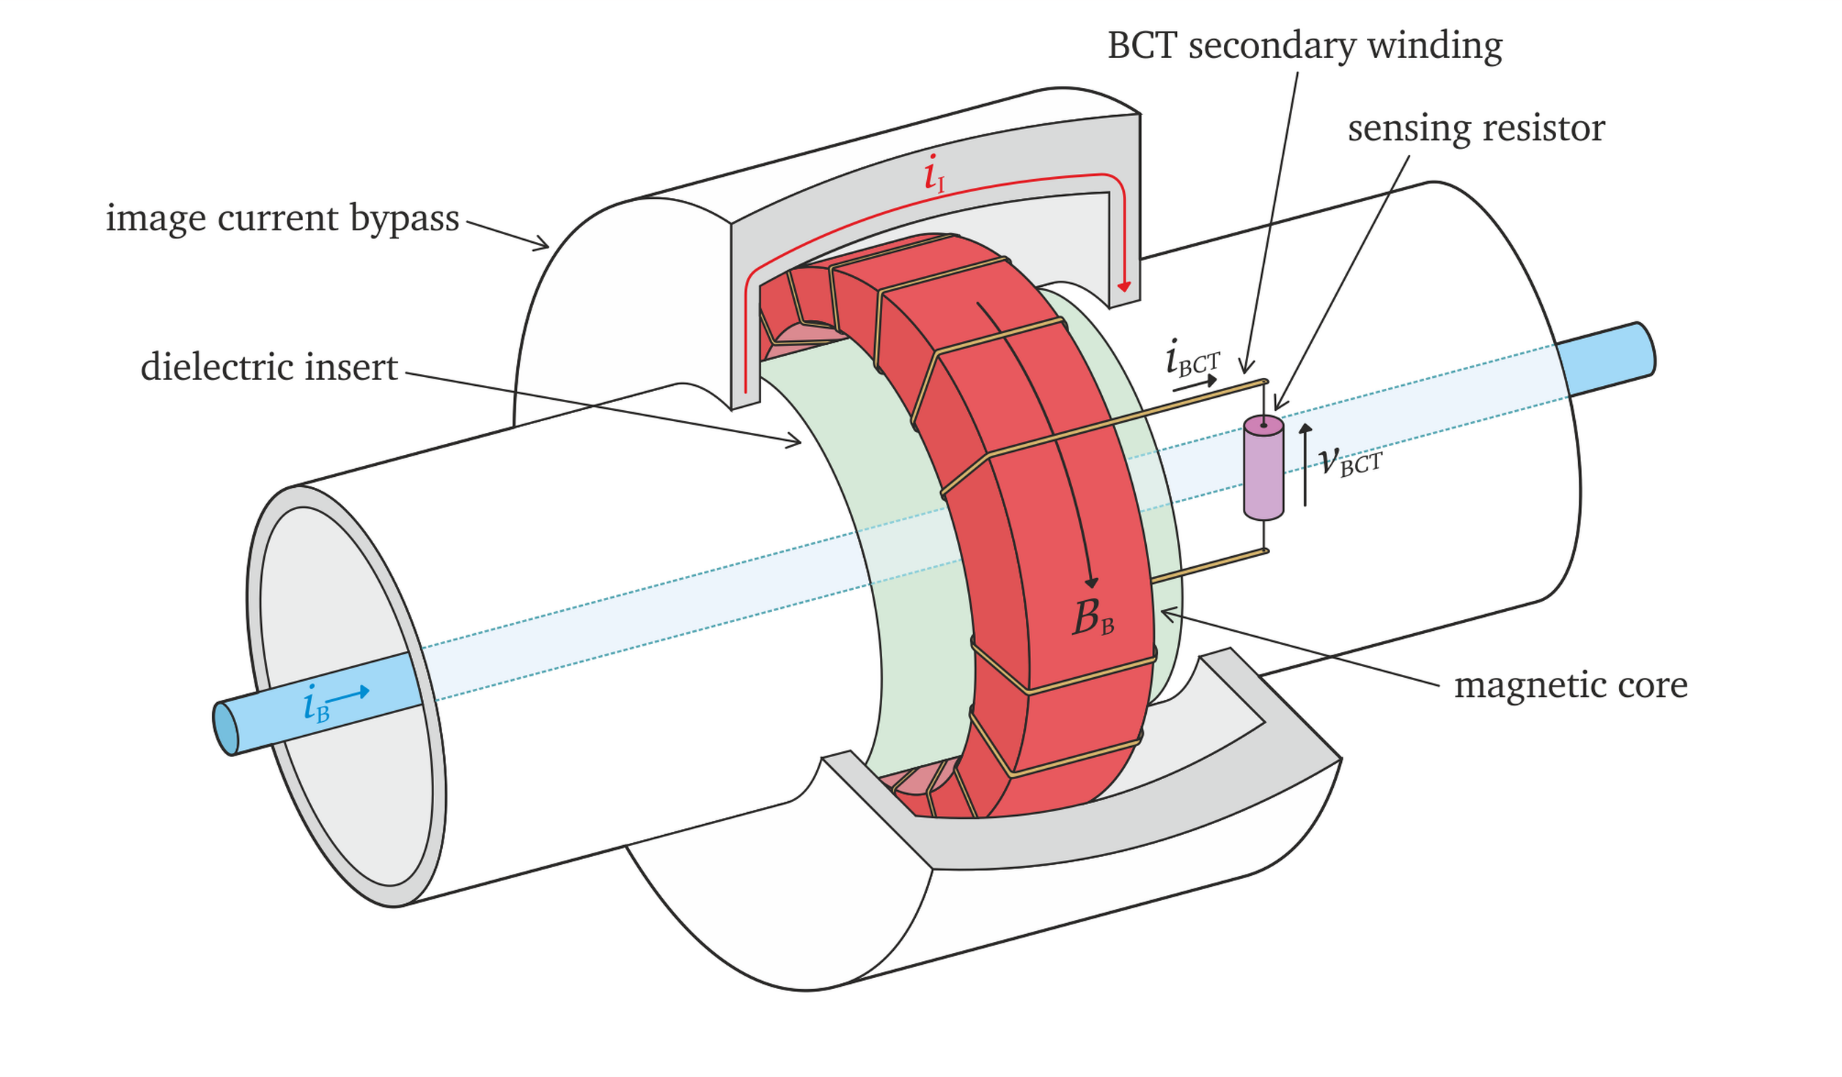 BCT secondary winding
sensing resistor
i_I
image current bypass
i_BCT
dielectric insert
v_BCT
B_B
i_B
magnetic core